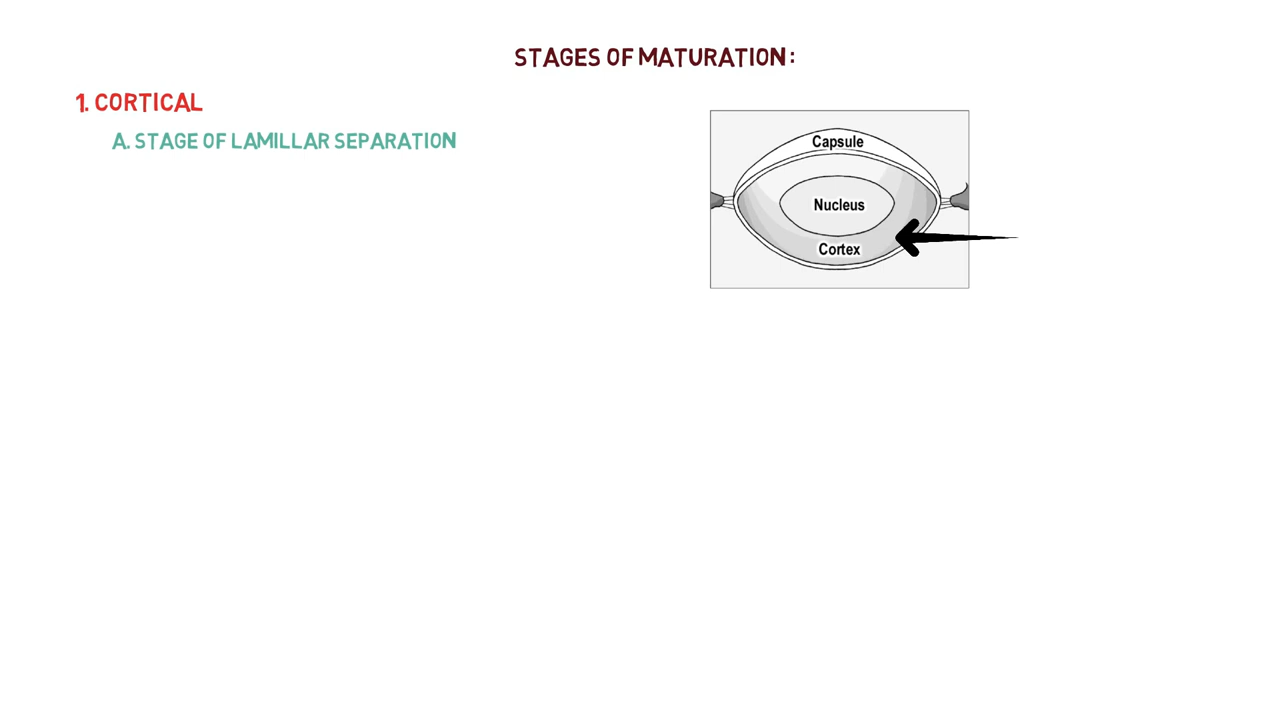 STAGES OF MATURATION:
1. CORTICAL
A. STAGE OF LAMILLAR SEPARATION
Capsule
Nucleus
Cortex